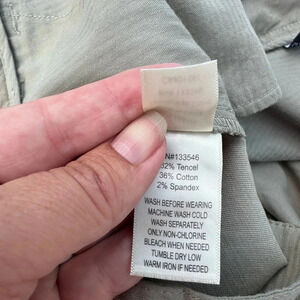 N#133546
62% Tencel
36% Cotton
2% Spandex
WASH BEFORE WEARING
MACHINE WASH COLD
WASH SEPARATELY
ONLY NON-CHLORINE
BLEACH WHEN NEEDED
TUMBLE DRY LOW
WARM IRON IF NEEDED